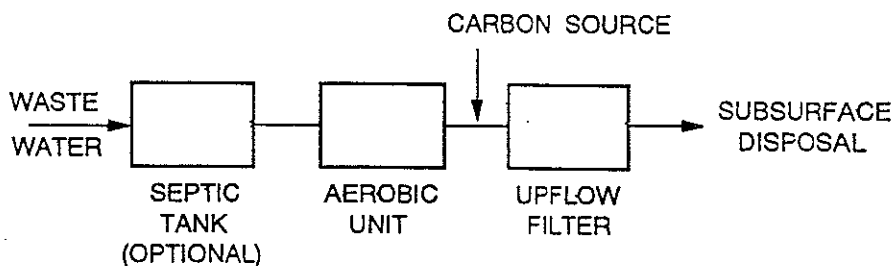 CARBON SOURCE
WASTE
WATER
SUBSURFACE
DISPOSAL
SEPTIC
TANK
(OPTIONAL)
AEROBIC
UNIT
UPFLOW
FILTER